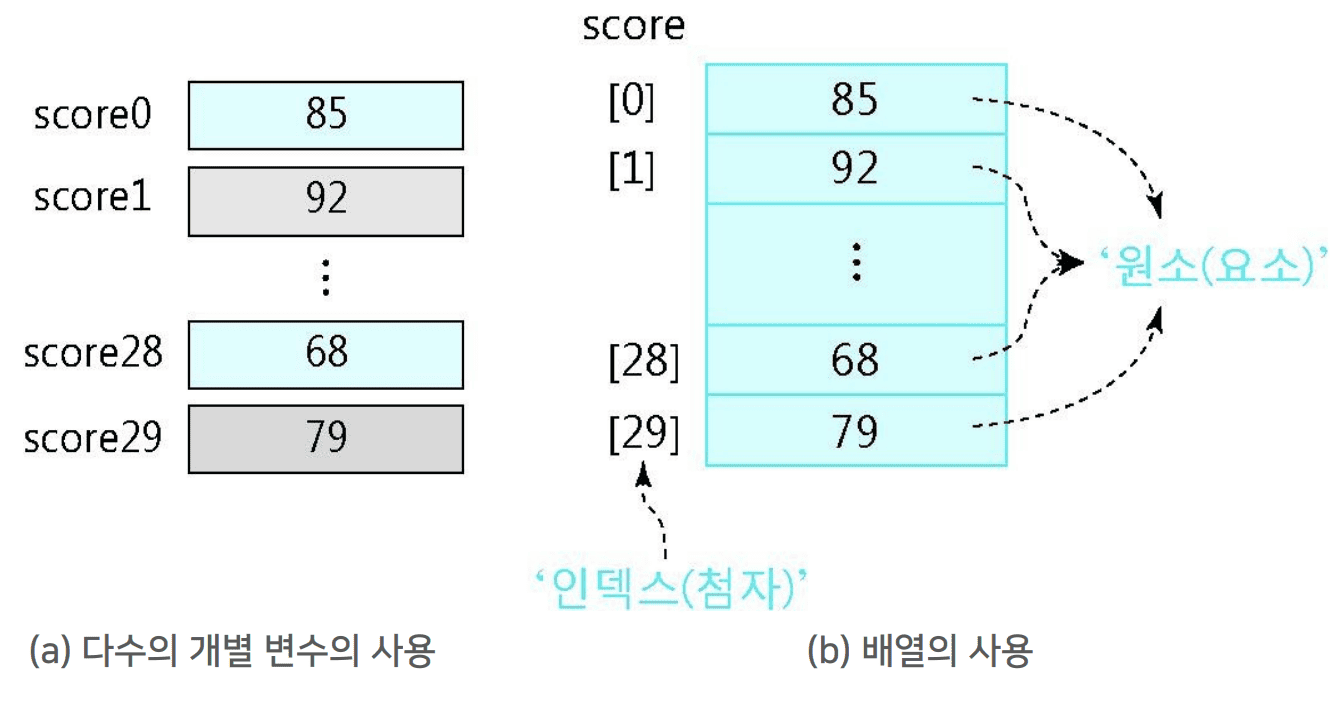 score0 85
score1 92
⋮
score28 68
score29 79
(a) 다수의 개별 변수의 사용
score
[0] 85
[1] 92
⋮
[28] 68
[29] 79
‘원소(요소)’
‘인덱스(첨자)’
(b) 배열의 사용